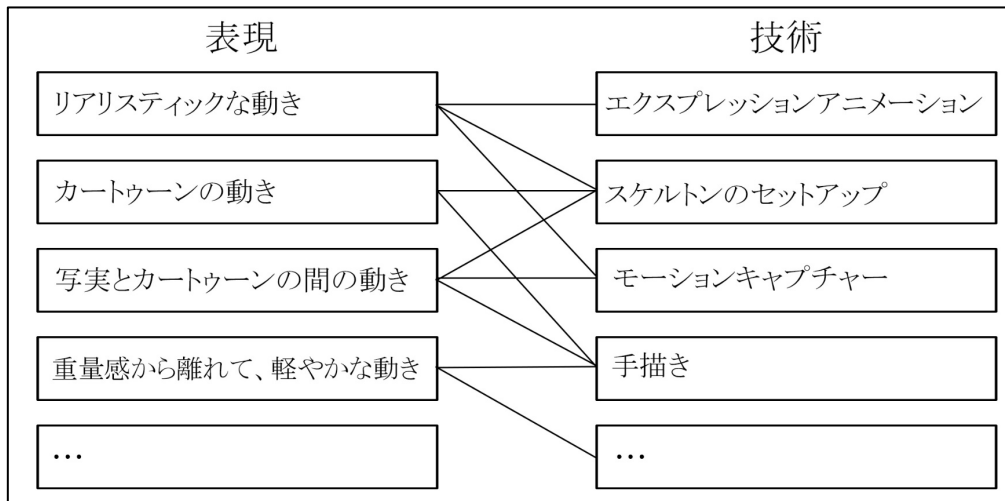 表現
技術
リアリスティックな動き
エクスプレッションアニメーション
カートゥーンの動き
スケルトンのセットアップ
写実とカートゥーンの間の動き
モーションキャプチャー
重量感から離れて、軽やかな動き
手描き
…
…